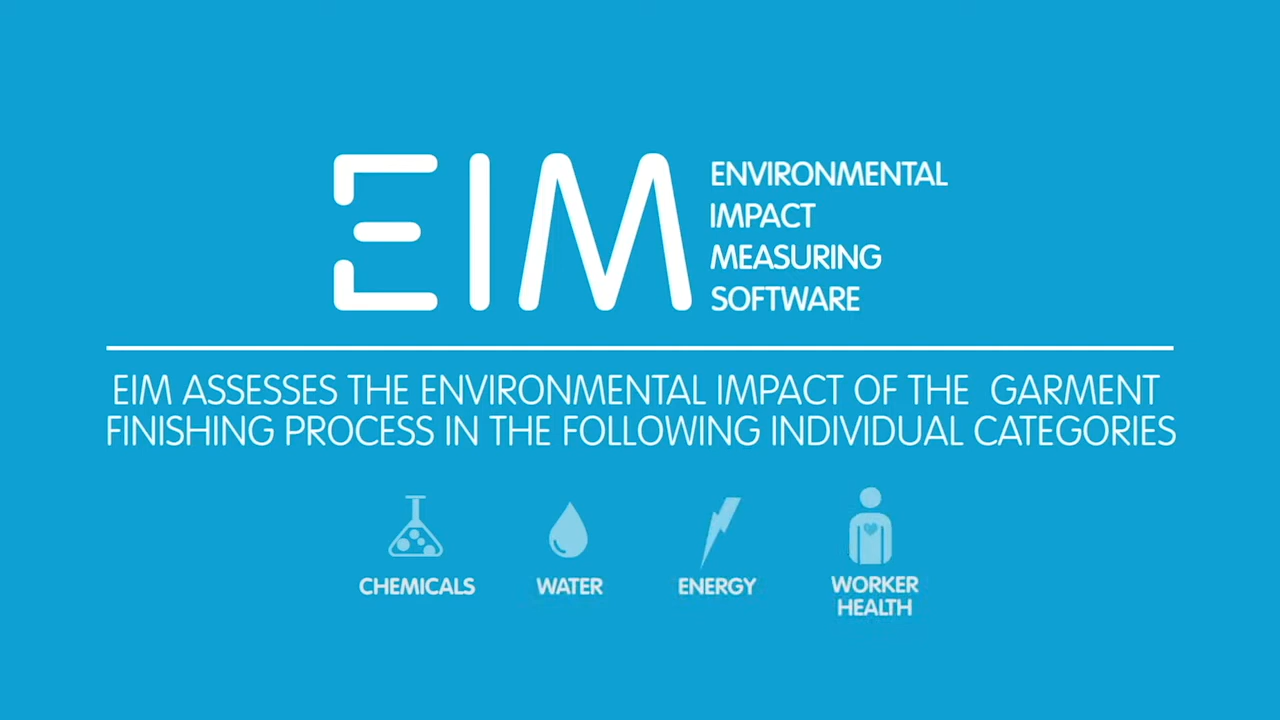 EIM
ENVIRONMENTAL
IMPACT
MEASURING
SOFTWARE
EIM ASSESSES THE ENVIRONMENTAL IMPACT OF THE GARMENT
FINISHING PROCESS IN THE FOLLOWING INDIVIDUAL CATEGORIES
CHEMICALS
WATER
ENERGY
WORKER
HEALTH